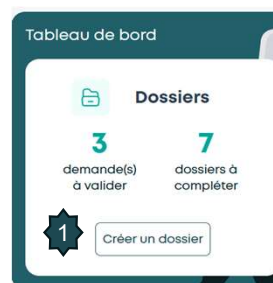 Tableau de bord
Dossiers
3 7
demande(s) dossiers à
à valider compléter
1 Créer un dossier